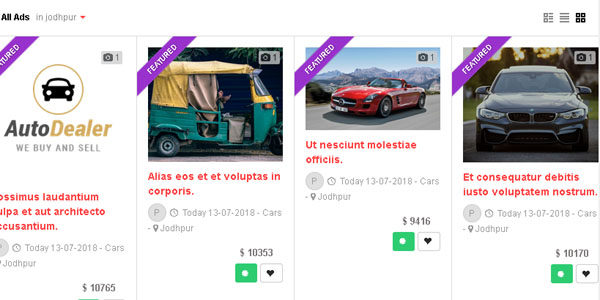 All Ads in jodhpur
FEATURED
1
AutoDealer
WE BUY AND SELL
ossimus laudantium
ulpa et aut architecto
ccusantium.
P Today 13-07-2018 - Cars
Jodhpur
$ 10765
FEATURED
1
Alias eos et et voluptas in
corporis.
P Today 13-07-2018 - Cars
- Jodhpur
$ 10353
FEATURED
1
Ut nesciunt molestiae
officiis.
P Today 13-07-2018 - Cars
- Jodhpur
$ 9416
FEATURED
1
Et consequatur debitis
iusto voluptatem nostrum.
P Today 13-07-2018 - Cars
- Jodhpur
$ 10170